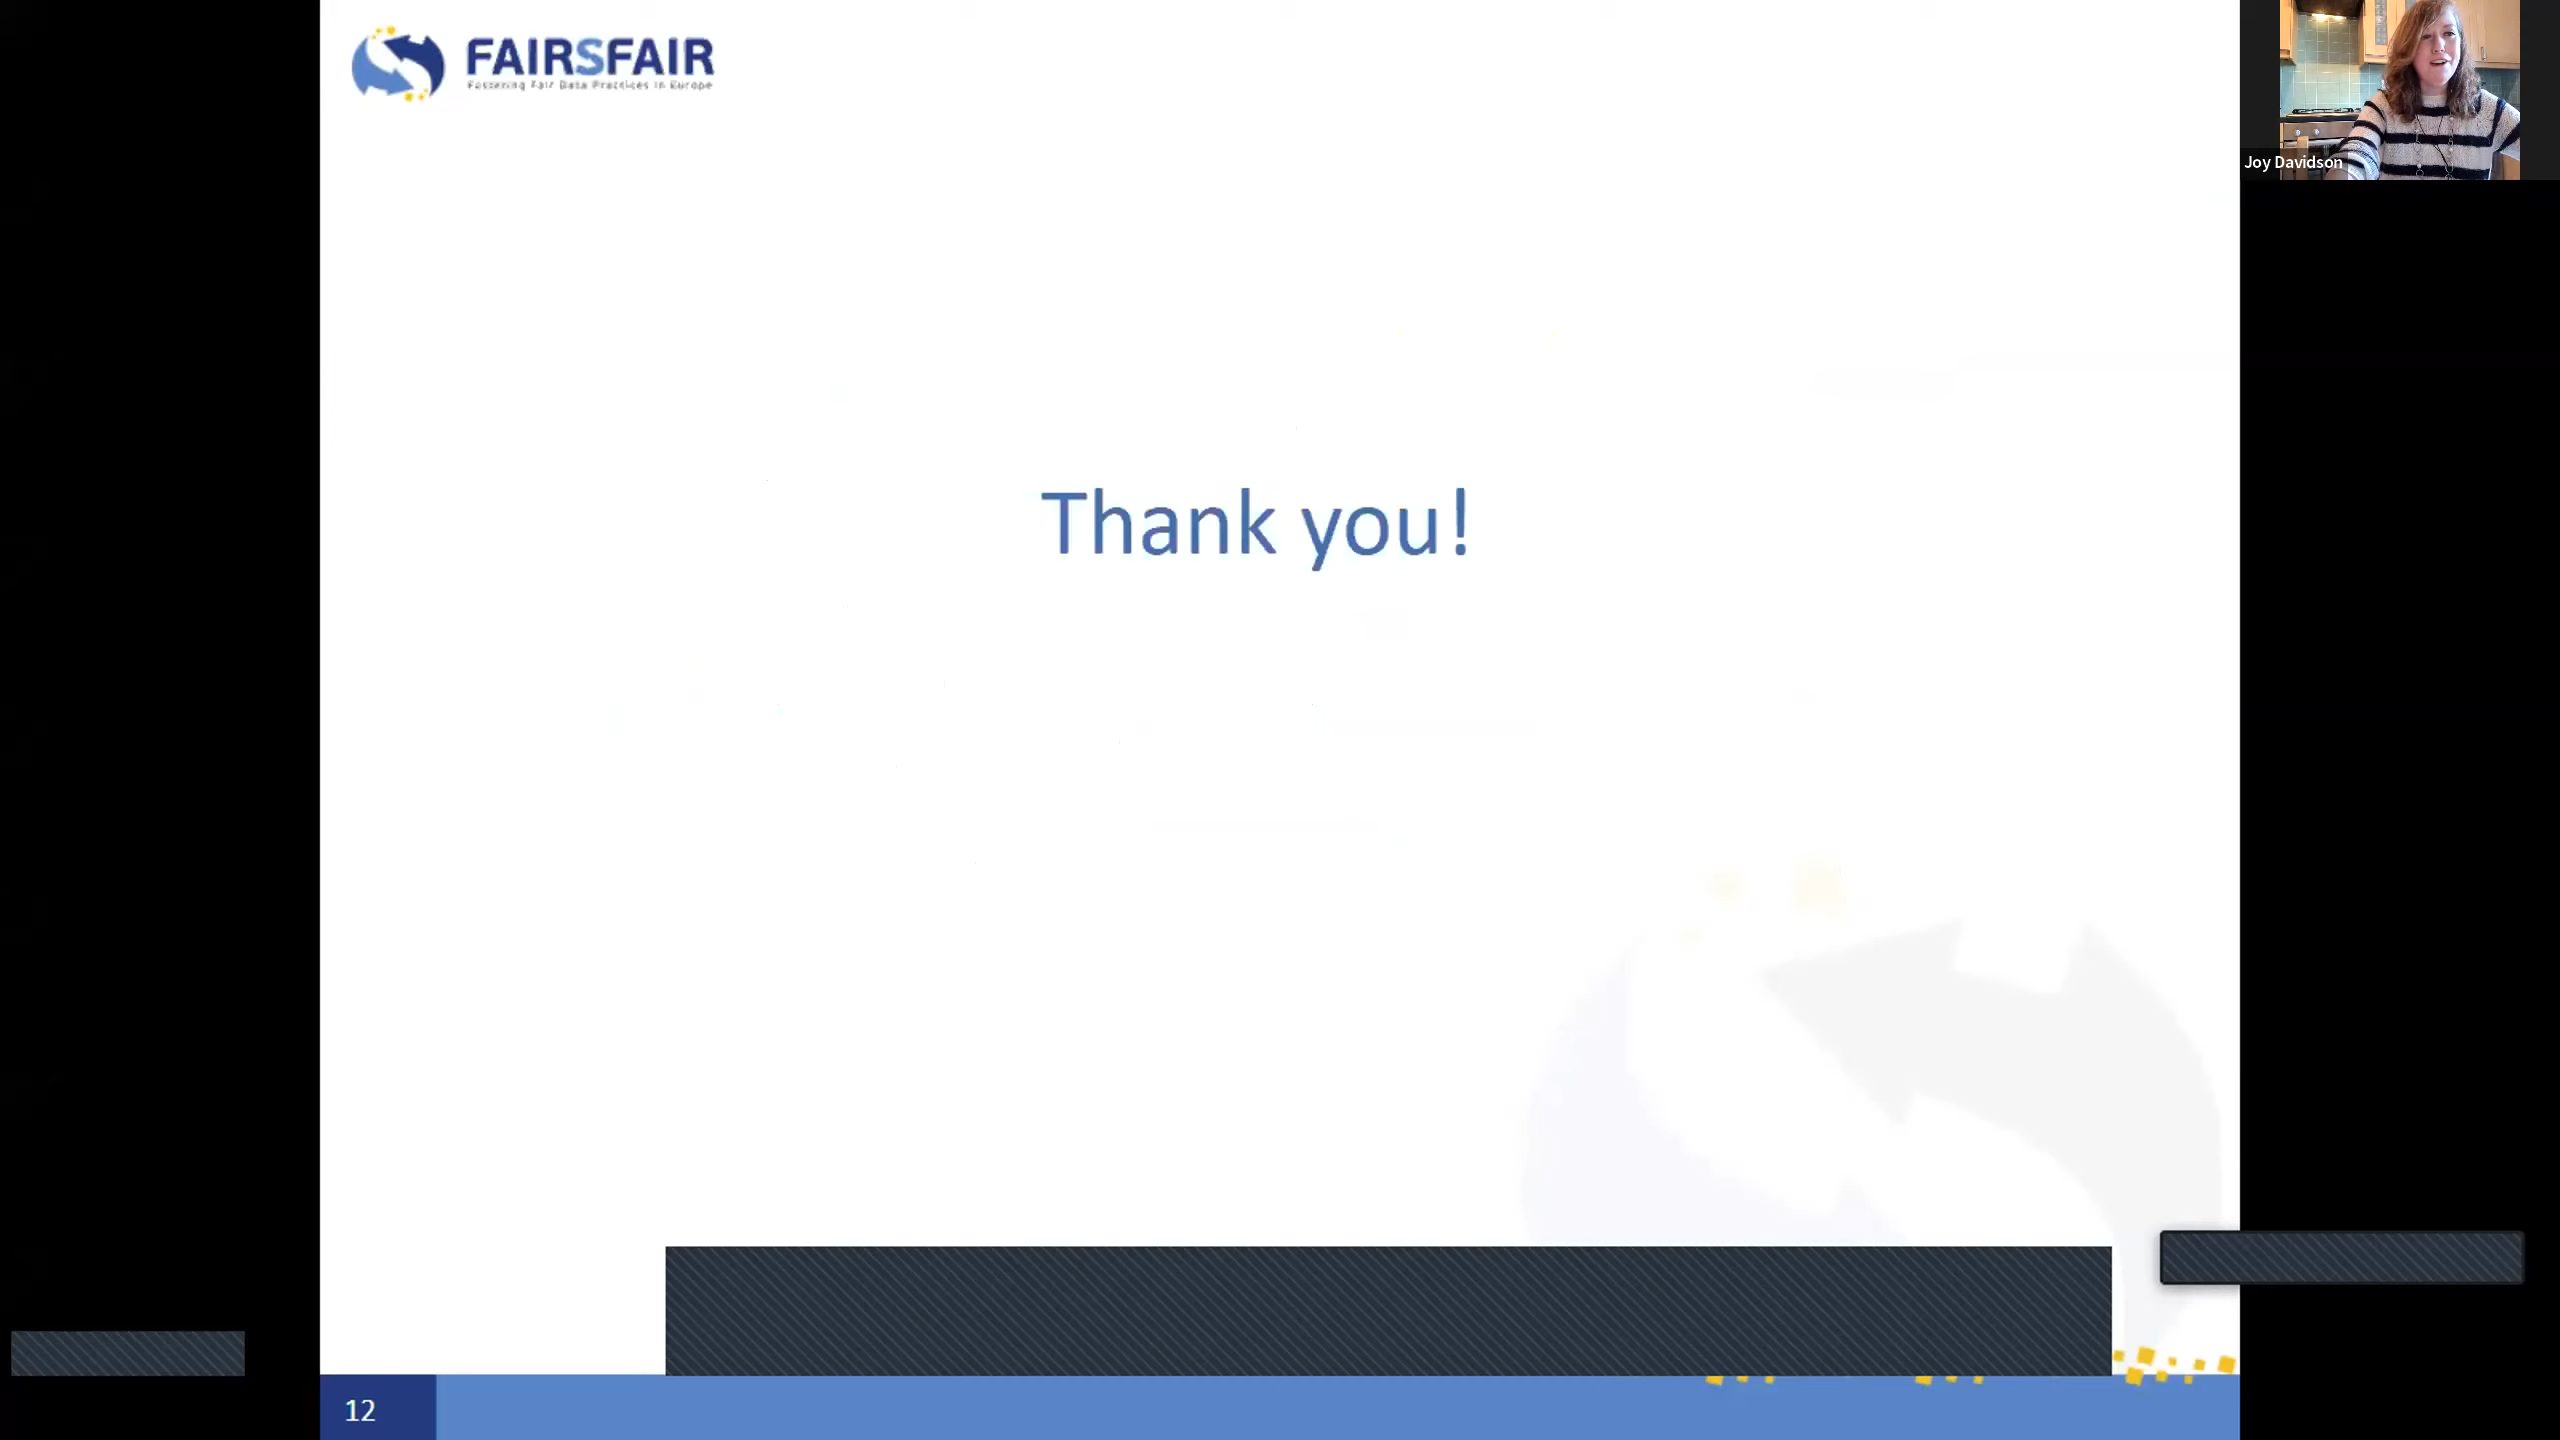 FAIRSFAIR
Fostering Fair Data Practices In Europe
Joy Davidson
Thank you!
12